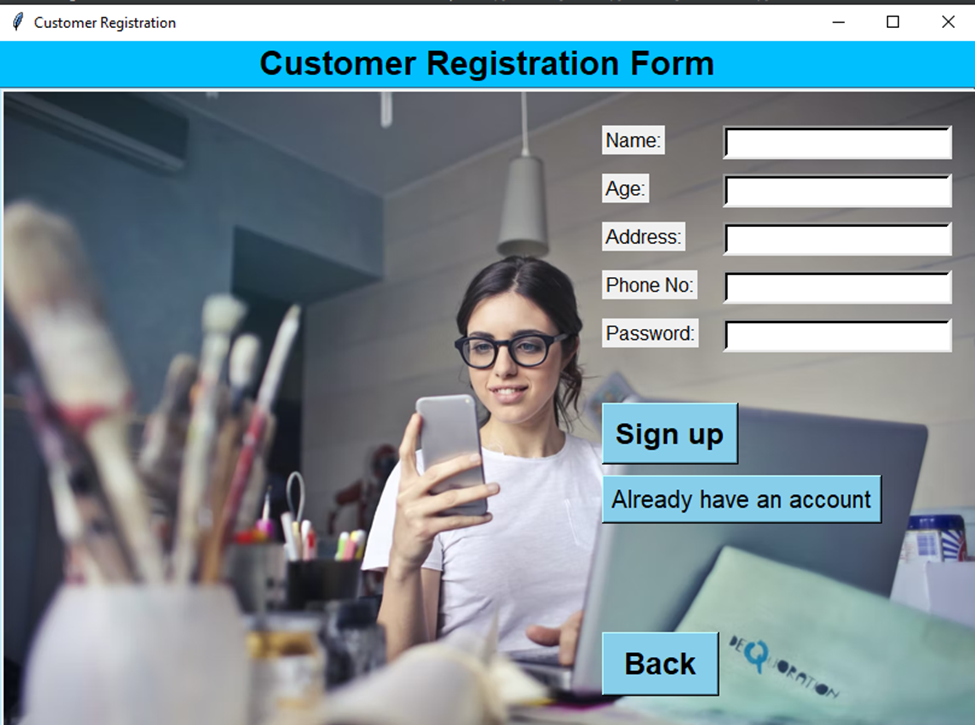 Customer Registration
Customer Registration Form
Name:
Age:
Address:
Phone No:
Password:
Sign up
Already have an account
Back